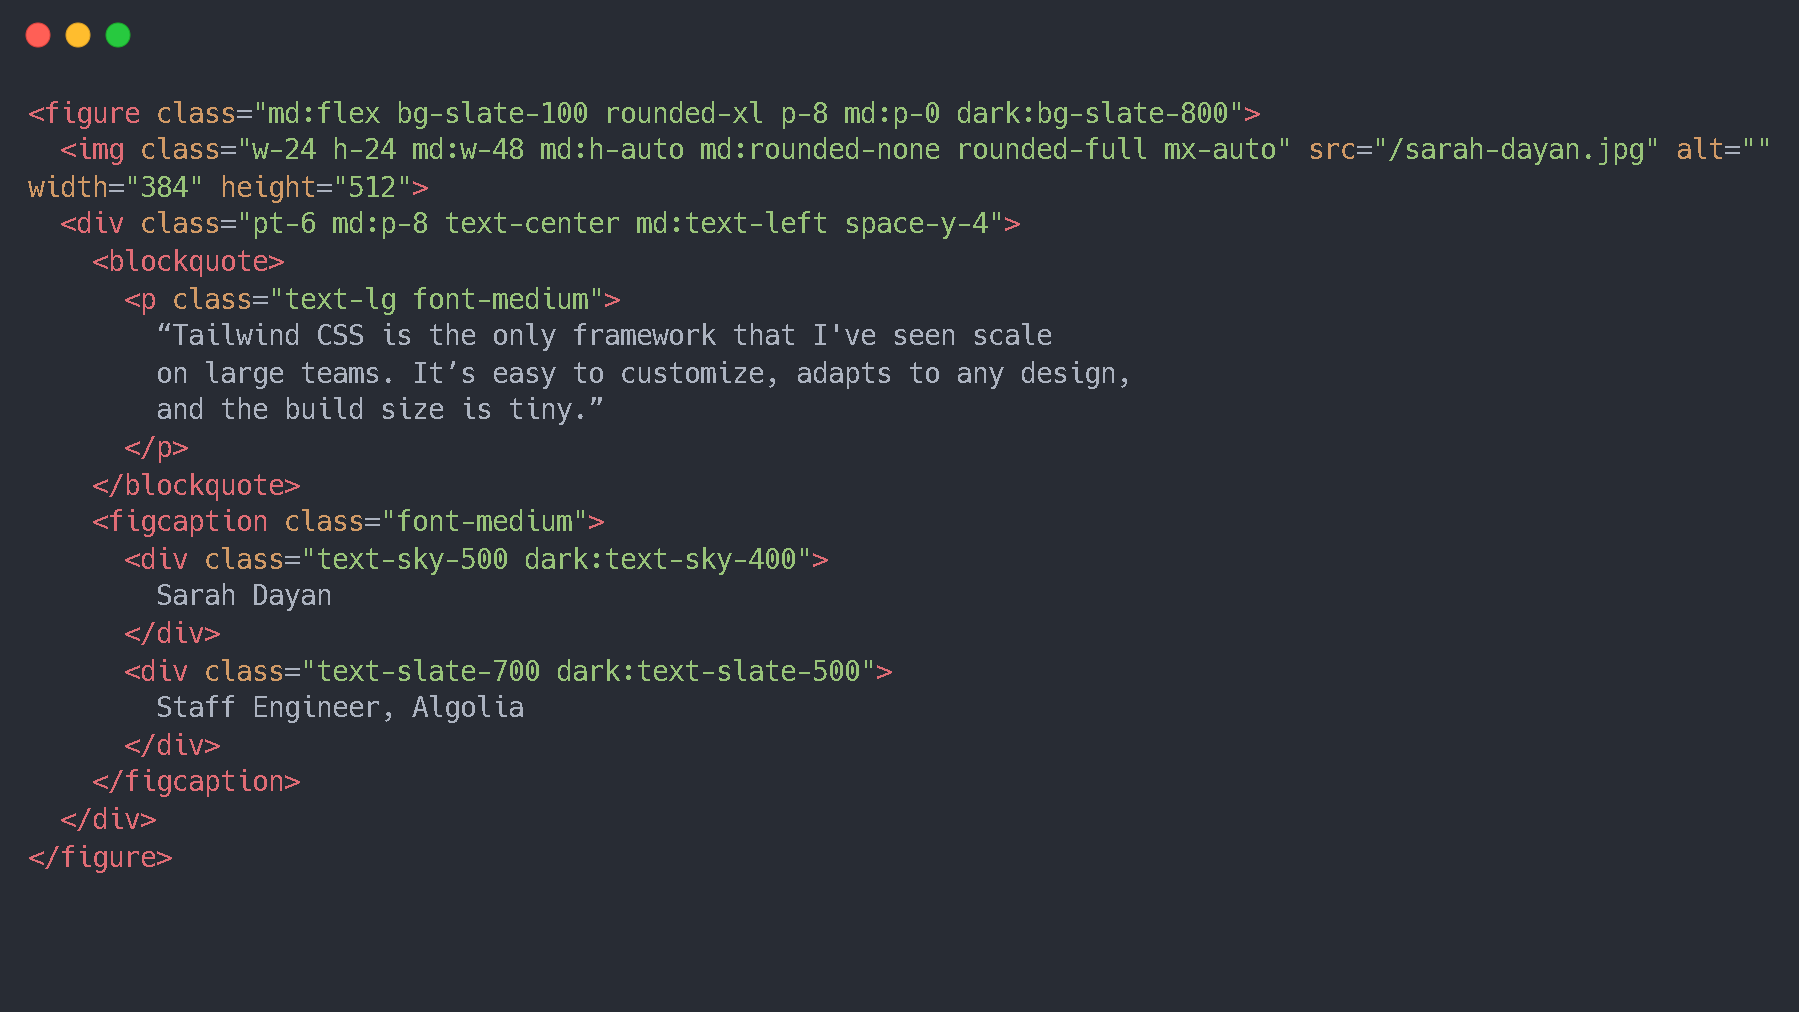 <figure class="md:flex bg-slate-100 rounded-xl p-8 md:p-0 dark:bg-slate-800">
  <img class="w-24 h-24 md:w-48 md:h-auto md:rounded-none rounded-full mx-auto" src="/sarah-dayan.jpg" alt=""
width="384" height="512">
  <div class="pt-6 md:p-8 text-center md:text-left space-y-4">
    <blockquote>
      <p class="text-lg font-medium">
        “Tailwind CSS is the only framework that I've seen scale
        on large teams. It’s easy to customize, adapts to any design,
        and the build size is tiny.”
      </p>
    </blockquote>
    <figcaption class="font-medium">
      <div class="text-sky-500 dark:text-sky-400">
        Sarah Dayan
      </div>
      <div class="text-slate-700 dark:text-slate-500">
        Staff Engineer, Algolia
      </div>
    </figcaption>
  </div>
</figure>